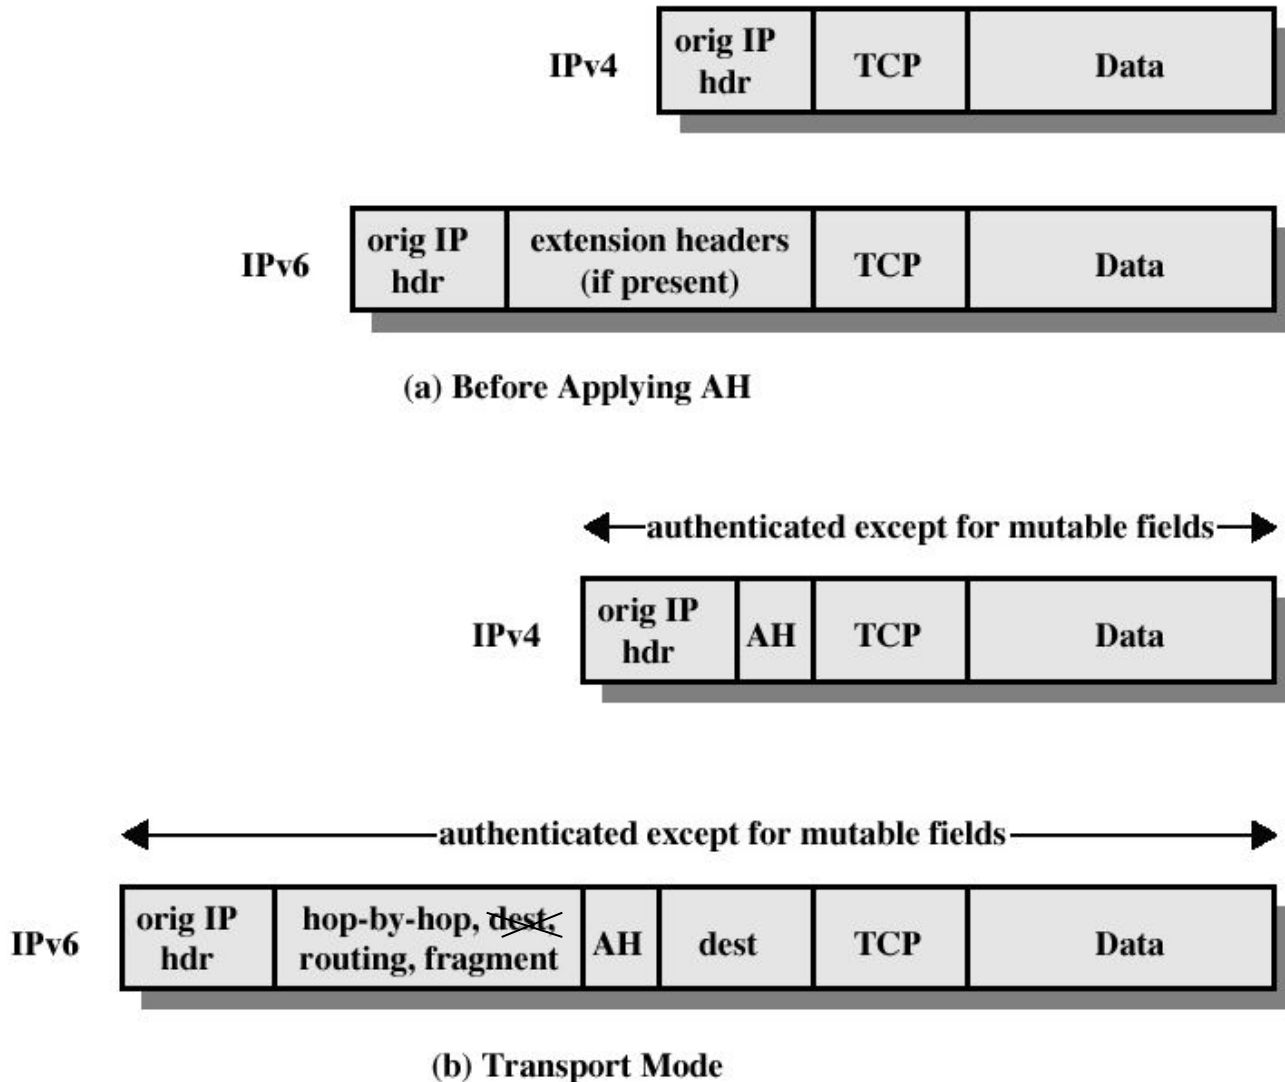 IPv4
orig IP
hdr
TCP
Data
IPv6
orig IP
hdr
extension headers
(if present)
TCP
Data
(a) Before Applying AH
authenticated except for mutable fields
IPv4
orig IP
hdr
AH
TCP
Data
authenticated except for mutable fields
IPv6
orig IP
hdr
hop-by-hop, dest,
routing, fragment
AH
dest
TCP
Data
(b) Transport Mode